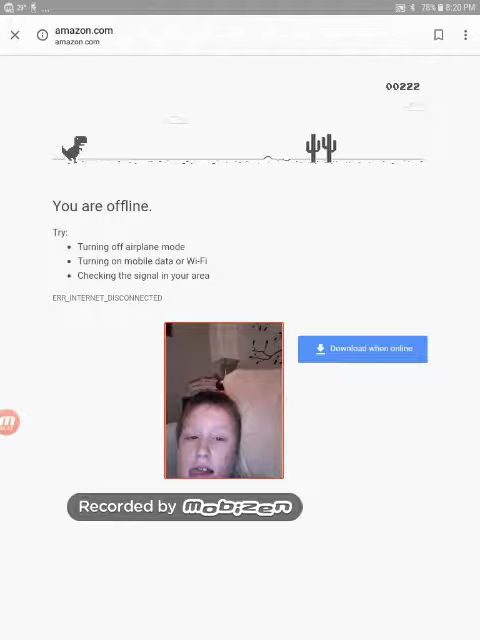 29° ...
78% 8:20 PM
amazon.com
amazon.com
00222
You are offline.
Try:
• Turning off airplane mode
• Turning on mobile data or Wi-Fi
• Checking the signal in your area
ERR_INTERNET_DISCONNECTED
Download when online
Recorded by mobizen